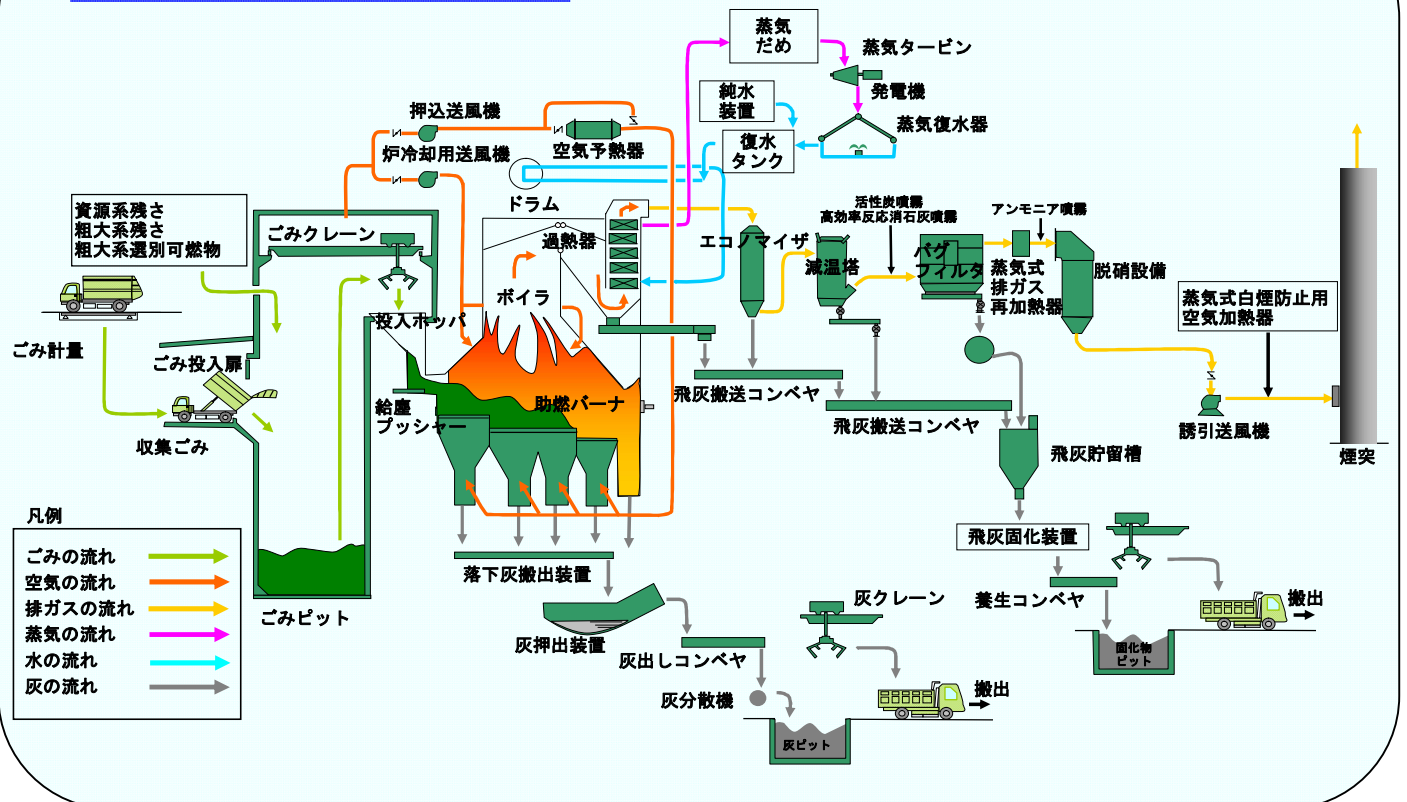 蒸気
だめ
蒸気タービン
発電機
純水
装置
蒸気復水器
復水
タンク
押込送風機
空気予熱器
炉冷却用送風機
ドラム
資源系残さ
粗大系残さ
粗大系選別可燃物
ごみクレーン
過熱器
ボイラ
エコノマイザ
活性炭噴霧
高効率反応消石灰噴霧
アンモニア噴霧
減温塔
バグ
フィルタ
蒸気式
排ガス
再加熱器
脱硝設備
蒸気式白煙防止用
空気加熱器
ごみ計量
ごみ投入扉
投入ホッパ
収集ごみ
給塵
プッシャー
助燃バーナ
飛灰搬送コンベヤ
飛灰搬送コンベヤ
誘引送風機
煙突
飛灰貯留槽
飛灰固化装置
養生コンベヤ
固化物
ピット
搬出
ごみピット
落下灰搬出装置
灰押出装置
灰出しコンベヤ
灰分散機
灰クレーン
灰ピット
搬出
凡例
ごみの流れ
空気の流れ
排ガスの流れ
蒸気の流れ
水の流れ
灰の流れ